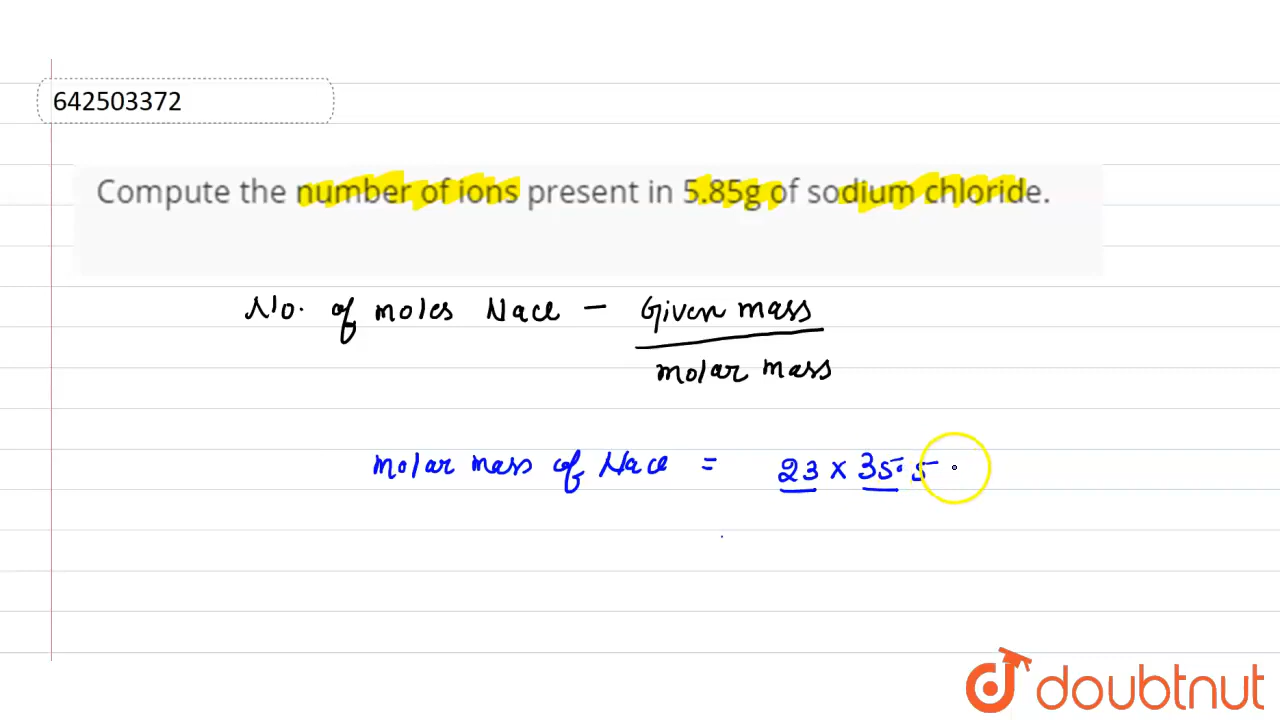 642503372
Compute the number of ions present in 5.85g of sodium chloride.
No. of moles Nacl - Given mass
molar mass
molar mass of Nacl = 23 x 35.5
doubtnut